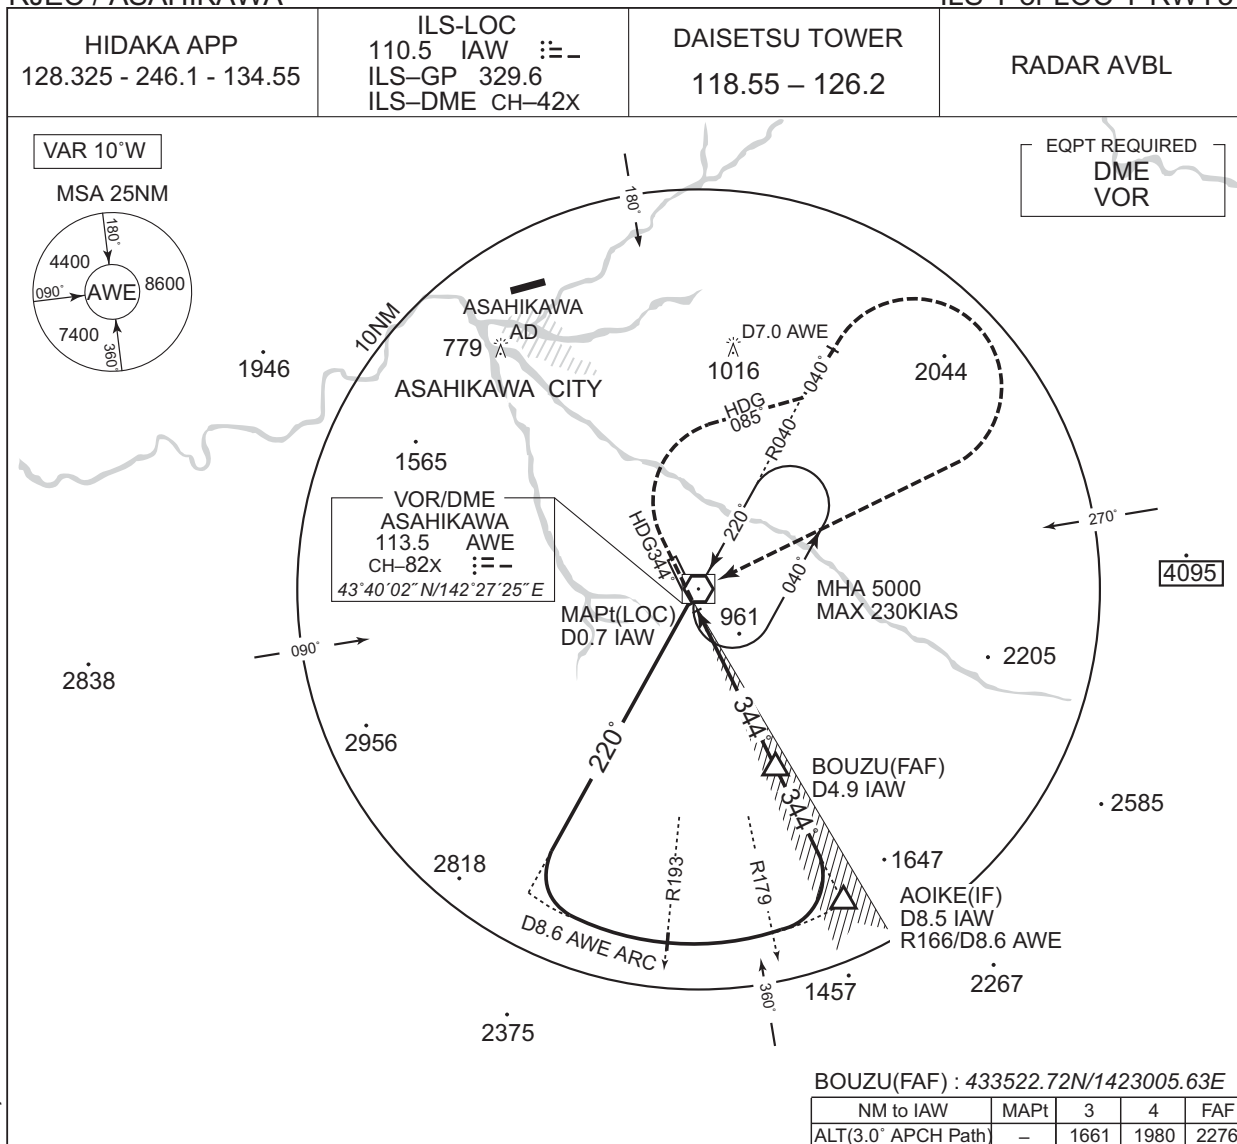 RJEC / ASAHIKAWA
HIDAKA APP
128.325 - 246.1 - 134.55
ILS-LOC
110.5 IAW
ILS–GP 329.6
ILS–DME CH–42X
DAISETSU TOWER
118.55 – 126.2
RADAR AVBL
VAR 10˚W
MSA 25NM
180˚
4400
8600
090˚
AWE
7400
360˚
EQPT REQUIRED
DME
VOR
180˚
10NM
ASAHIKAWA
AD
779
ASAHIKAWA CITY
1946
D7.0 AWE
1016
040˚
2044
HDG
085˚
R040
1565
VOR/DME
ASAHIKAWA
113.5 AWE
CH–82X
43˚40´02˝N/142˚27´25˝E
HDG344˚
220˚
040˚
270˚
4095
MHA 5000
MAX 230KIAS
MAPt(LOC)
D0.7 IAW
961
090˚
2838
2205
2956
220˚
344˚
BOUZU(FAF)
D4.9 IAW
344˚
2585
2818
R193
R179
1647
AOIKE(IF)
D8.5 IAW
R166/D8.6 AWE
D8.6 AWE ARC
360˚
1457
2267
2375
BOUZU(FAF) : 433522.72N/1423005.63E
NM to IAW MAPt 3 4 FAF
ALT(3.0˚ APCH Path) – 1661 1980 2276